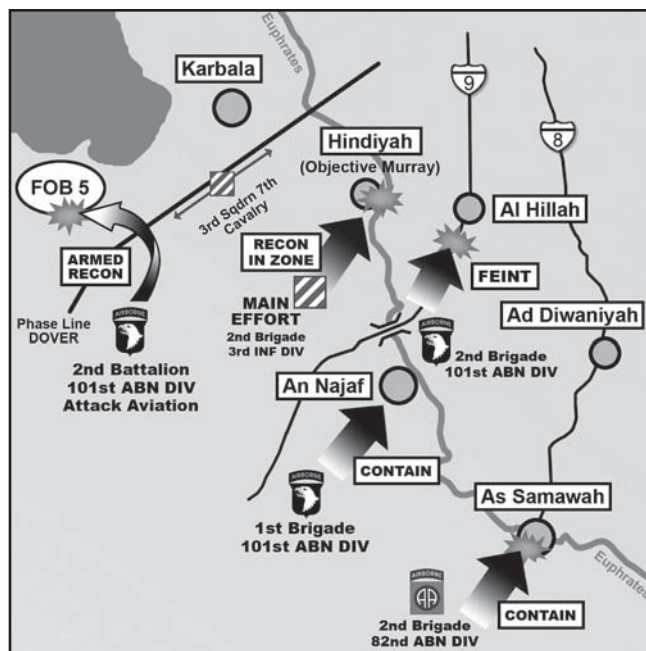 Euphrates
Karbala
9
8
Hindiyah
(Objective Murray)
FOB 5
3rd Sqdrn 7th
Cavalry
Al Hillah
ARMED
RECON
RECON
IN ZONE
FEINT
Phase Line
DOVER
MAIN
EFFORT
2nd Brigade
3rd INF DIV
Ad Diwaniyah
AIRBORNE
2nd Battalion
101st ABN DIV
Attack Aviation
AIRBORNE
2nd Brigade
101st ABN DIV
An Najaf
CONTAIN
AIRBORNE
1st Brigade
101st ABN DIV
As Samawah
Euphrates
AIRBORNE
AA
CONTAIN
2nd Brigade
82nd ABN DIV